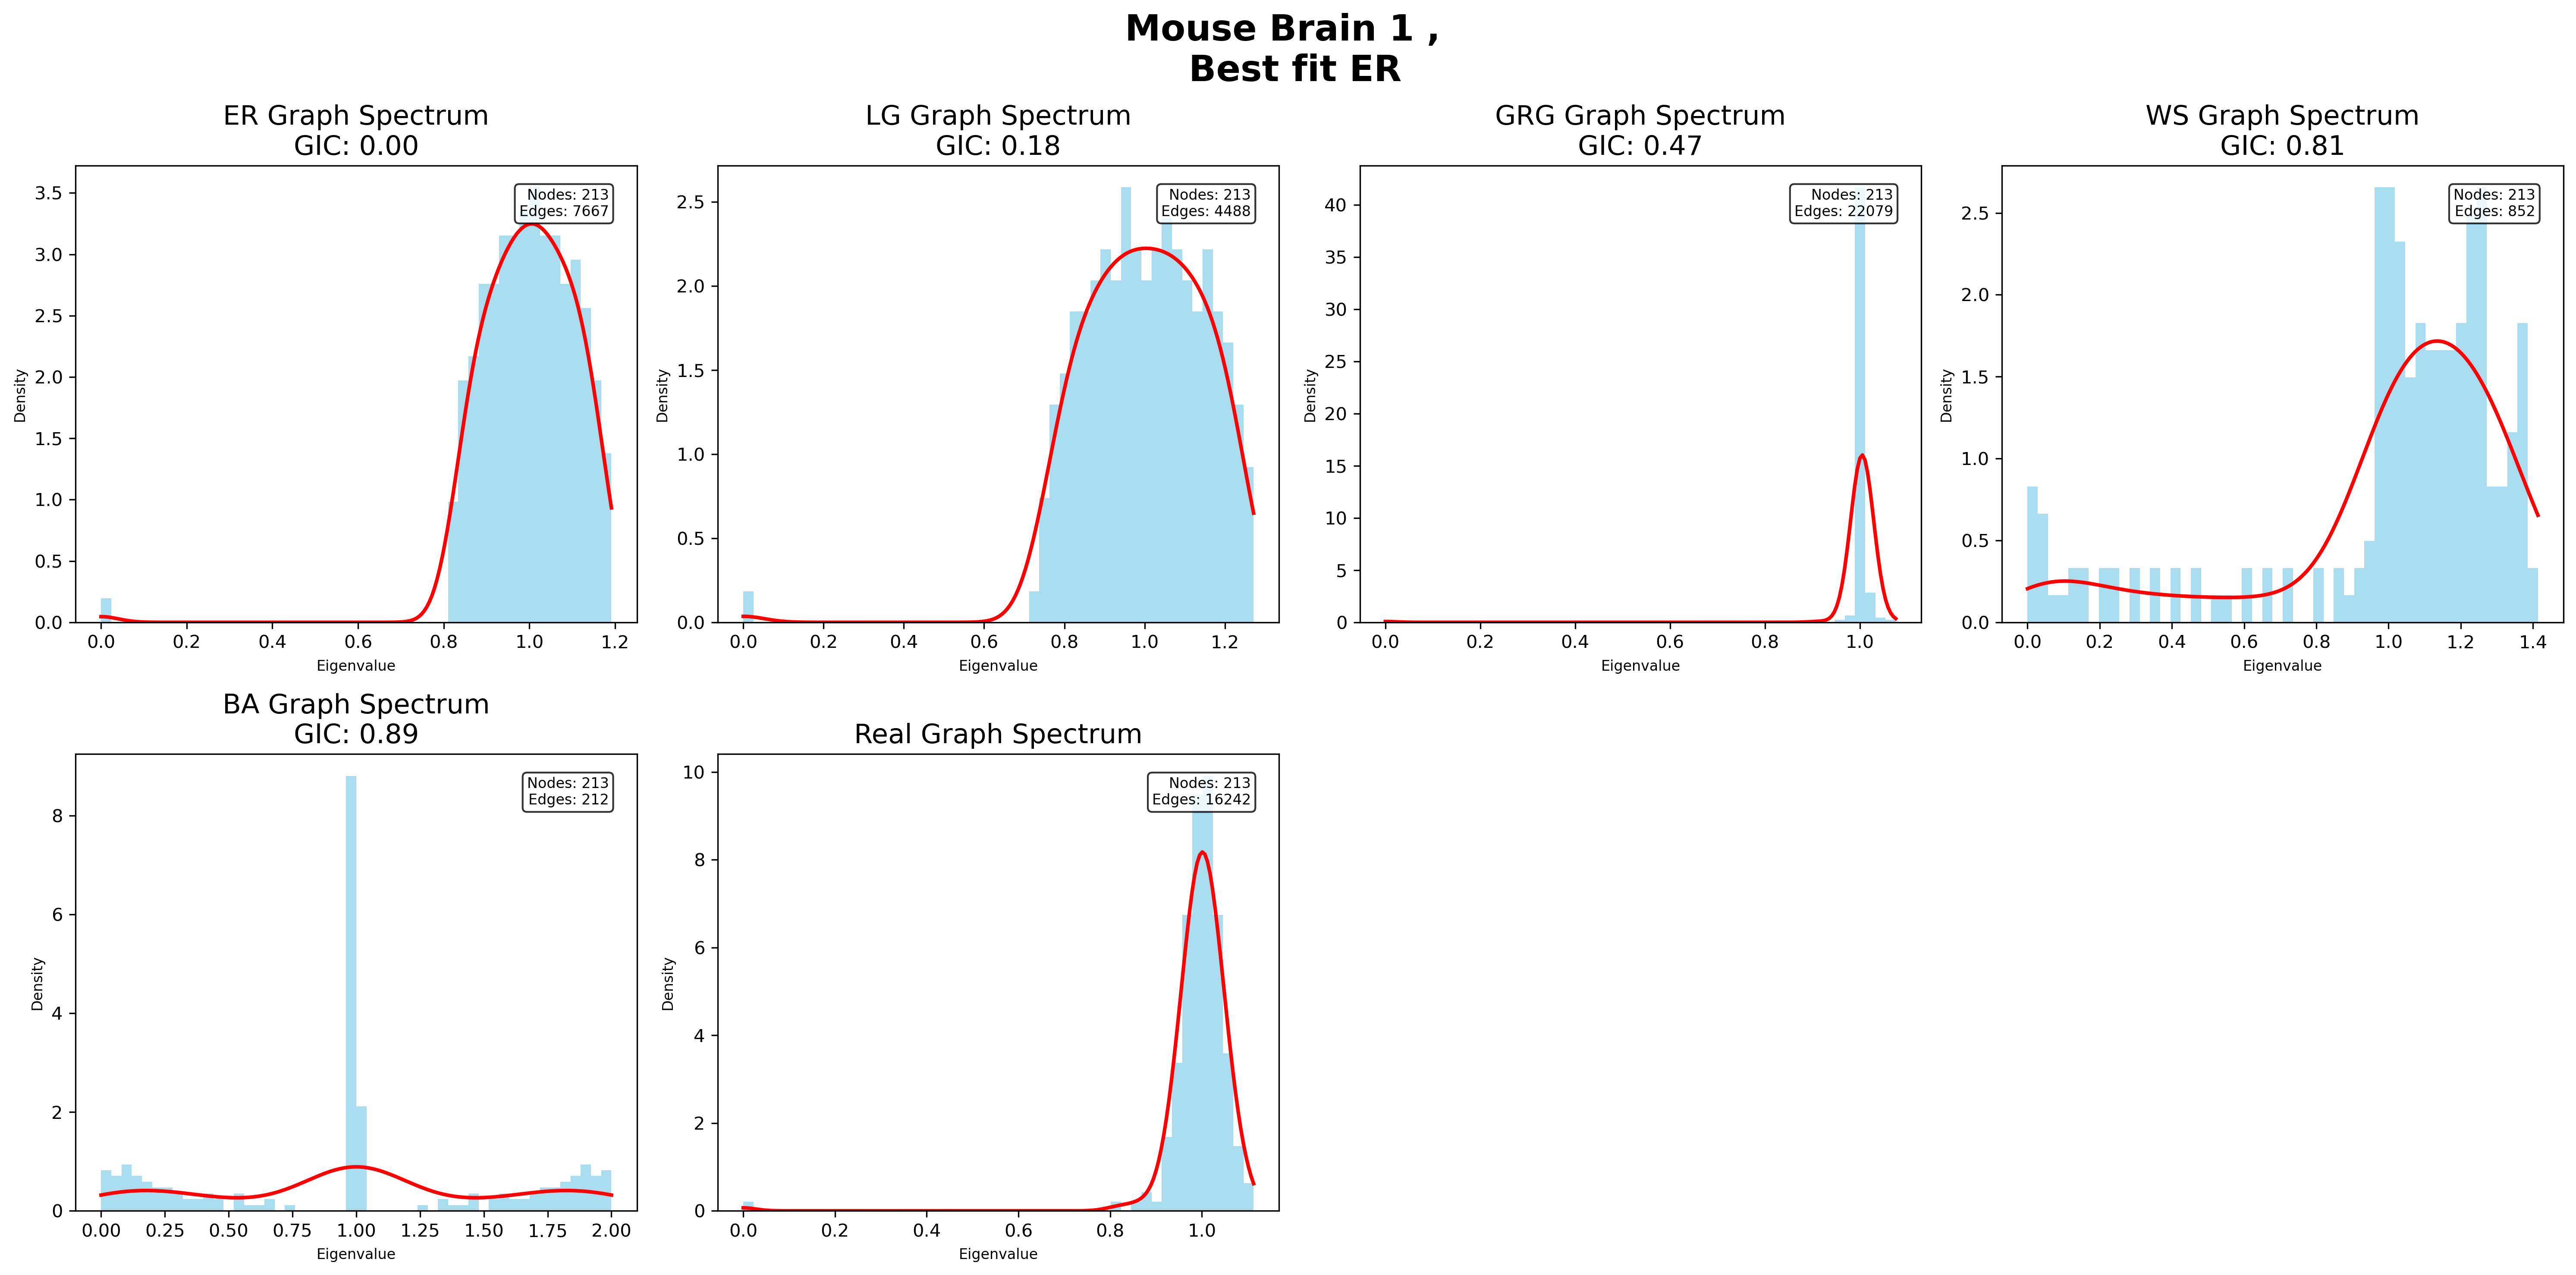 Mouse Brain 1 ,
Best fit ER
ER Graph Spectrum
GIC: 0.00
Nodes: 213
Edges: 7667
Density
3.5
3.0
2.5
2.0
1.5
1.0
0.5
0.0
0.0 0.2 0.4 0.6 0.8 1.0 1.2
Eigenvalue
LG Graph Spectrum
GIC: 0.18
Nodes: 213
Edges: 4488
Density
2.5
2.0
1.5
1.0
0.5
0.0
0.0 0.2 0.4 0.6 0.8 1.0 1.2
Eigenvalue
GRG Graph Spectrum
GIC: 0.47
Nodes: 213
Edges: 22079
Density
40
35
30
25
20
15
10
5
0
0.0 0.2 0.4 0.6 0.8 1.0
Eigenvalue
WS Graph Spectrum
GIC: 0.81
Nodes: 213
Edges: 852
Density
2.5
2.0
1.5
1.0
0.5
0.0
0.0 0.2 0.4 0.6 0.8 1.0 1.2 1.4
Eigenvalue
BA Graph Spectrum
GIC: 0.89
Nodes: 213
Edges: 212
Density
8
6
4
2
0
0.00 0.25 0.50 0.75 1.00 1.25 1.50 1.75 2.00
Eigenvalue
Real Graph Spectrum
Nodes: 213
Edges: 16242
Density
10
8
6
4
2
0
0.0 0.2 0.4 0.6 0.8 1.0
Eigenvalue